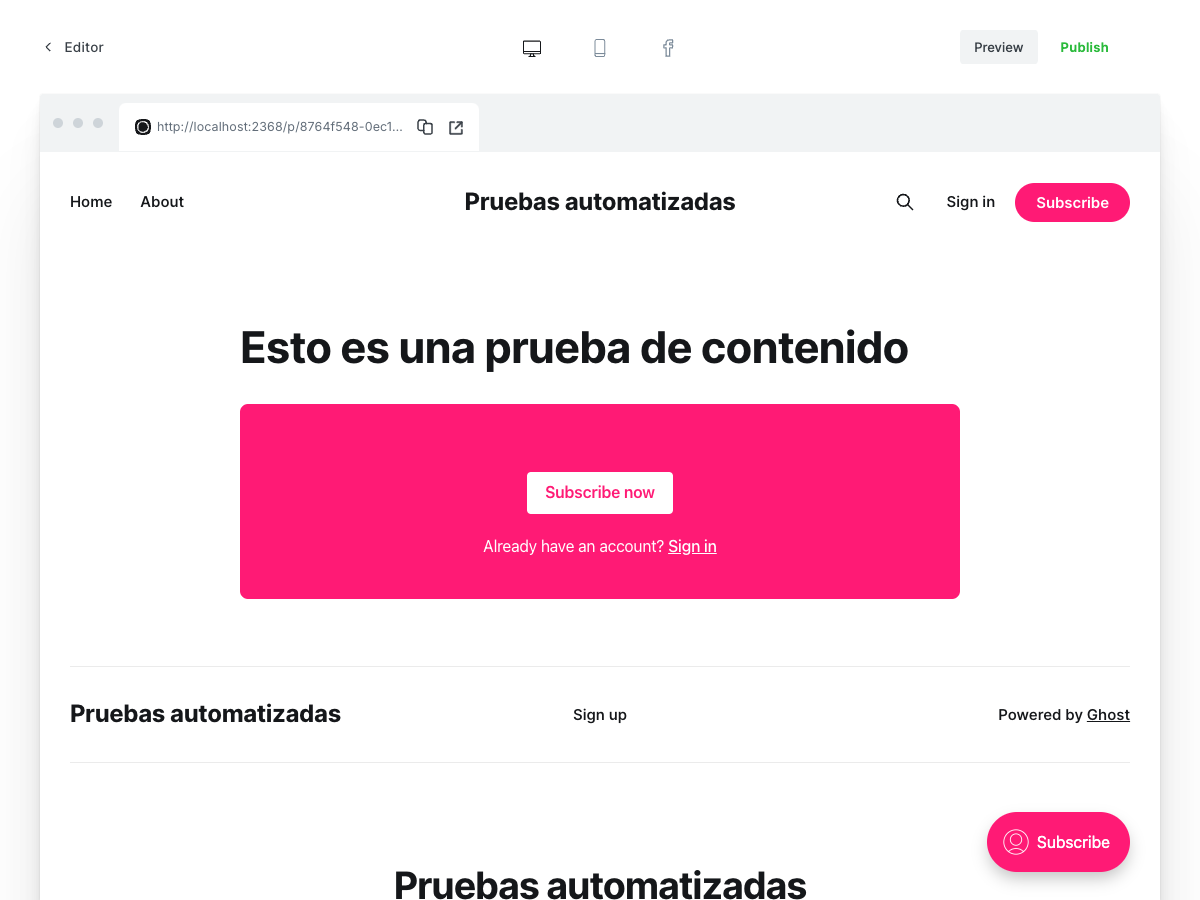 Editor
Preview
Publish
http://localhost:2368/p/8764f548-0ec1...
Home
About
Pruebas automatizadas
Sign in
Subscribe
Esto es una prueba de contenido
Subscribe now
Already have an account? Sign in
Pruebas automatizadas
Sign up
Powered by Ghost
Subscribe
Pruebas automatizadas